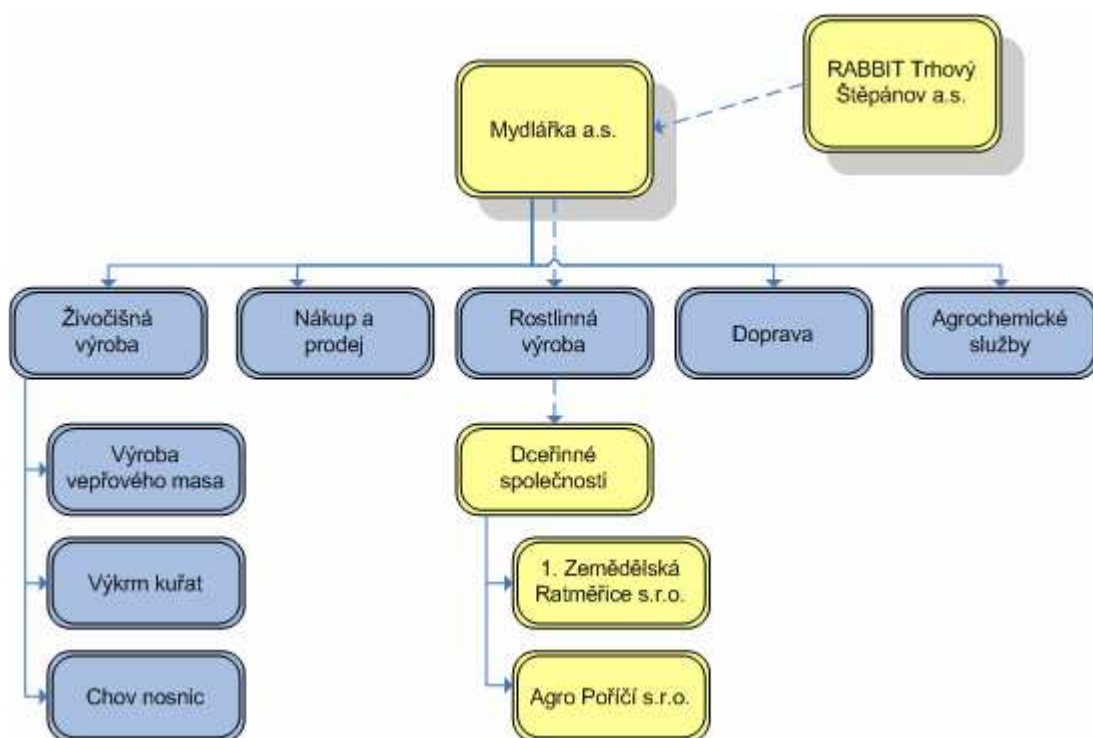 RABBIT Trhový
Štěpánov a.s.
Mydlářka a.s.
Živočišná
výroba
Nákup a
prodej
Rostlinná
výroba
Doprava
Agrochemické
služby
Výroba
vepřového masa
Výkrm kuřat
Chov nosnic
Dceřinné
společnosti
1. Zemědělská
Ratměřice s.r.o.
Agro Poříčí s.r.o.